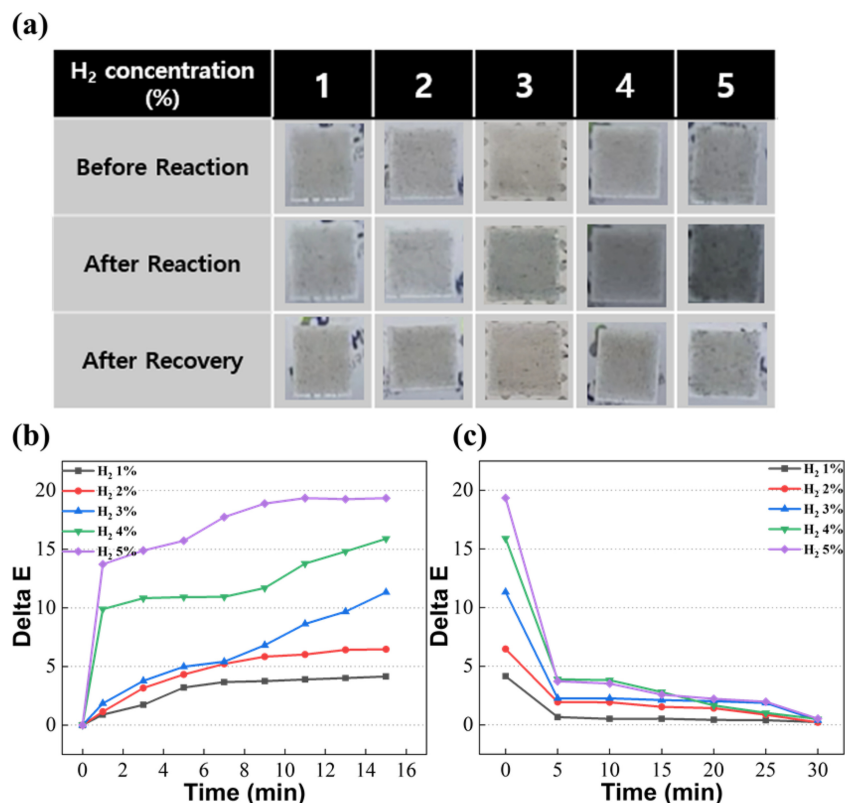 (a)
H₂ concentration (%) 1 2 3 4 5
Before Reaction
After Reaction
After Recovery
(b)
H₂ 1%
H₂ 2%
H₂ 3%
H₂ 4%
H₂ 5%
20
15
10
5
0
Delta E
0 2 4 6 8 10 12 14 16
Time (min)
(c)
H₂ 1%
H₂ 2%
H₂ 3%
H₂ 4%
H₂ 5%
20
15
10
5
0
Delta E
0 5 10 15 20 25 30
Time (min)